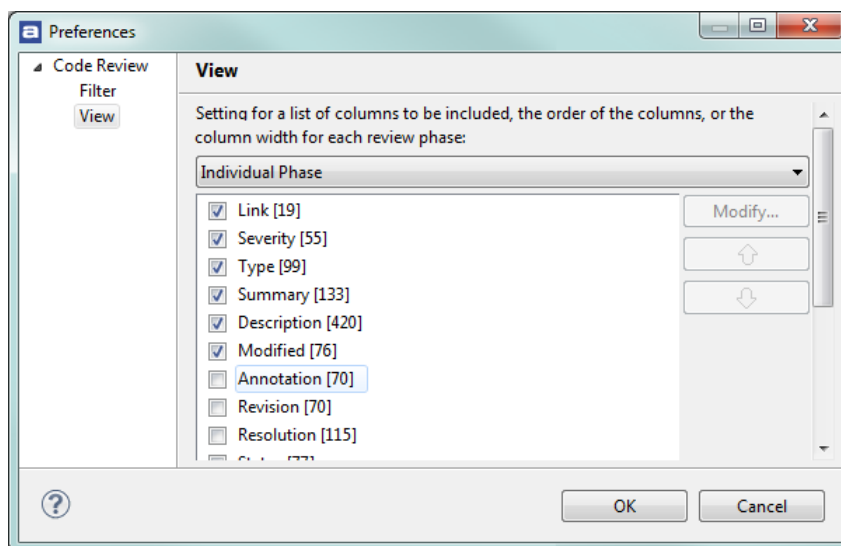 a Preferences
Code Review
Filter
View
View
Setting for a list of columns to be included, the order of the columns, or the
column width for each review phase:
Individual Phase
Link [19]
Severity [55]
Type [99]
Summary [133]
Description [420]
Modified [76]
Annotation [70]
Revision [70]
Resolution [115]
Modify...
?
OK
Cancel